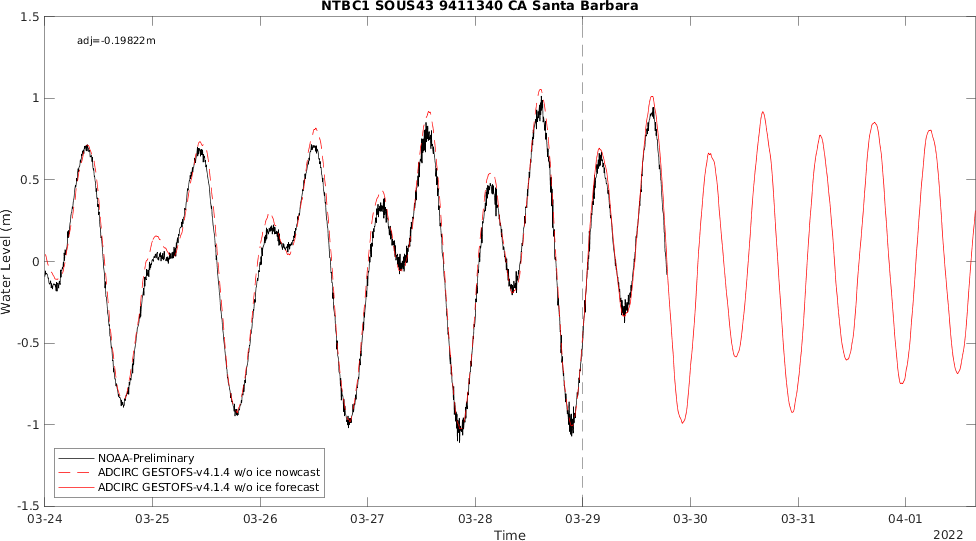 NTBC1 SOUS43 9411340 CA Santa Barbara
adj=-0.19822m
1.5
1
0.5
0
-0.5
-1
-1.5
Water Level (m)
NOAA-Preliminary
ADCIRC GESTOFS-v4.1.4 w/o ice nowcast
ADCIRC GESTOFS-v4.1.4 w/o ice forecast
03-24 03-25 03-26 03-27 03-28 03-29 03-30 03-31 04-01
Time
2022